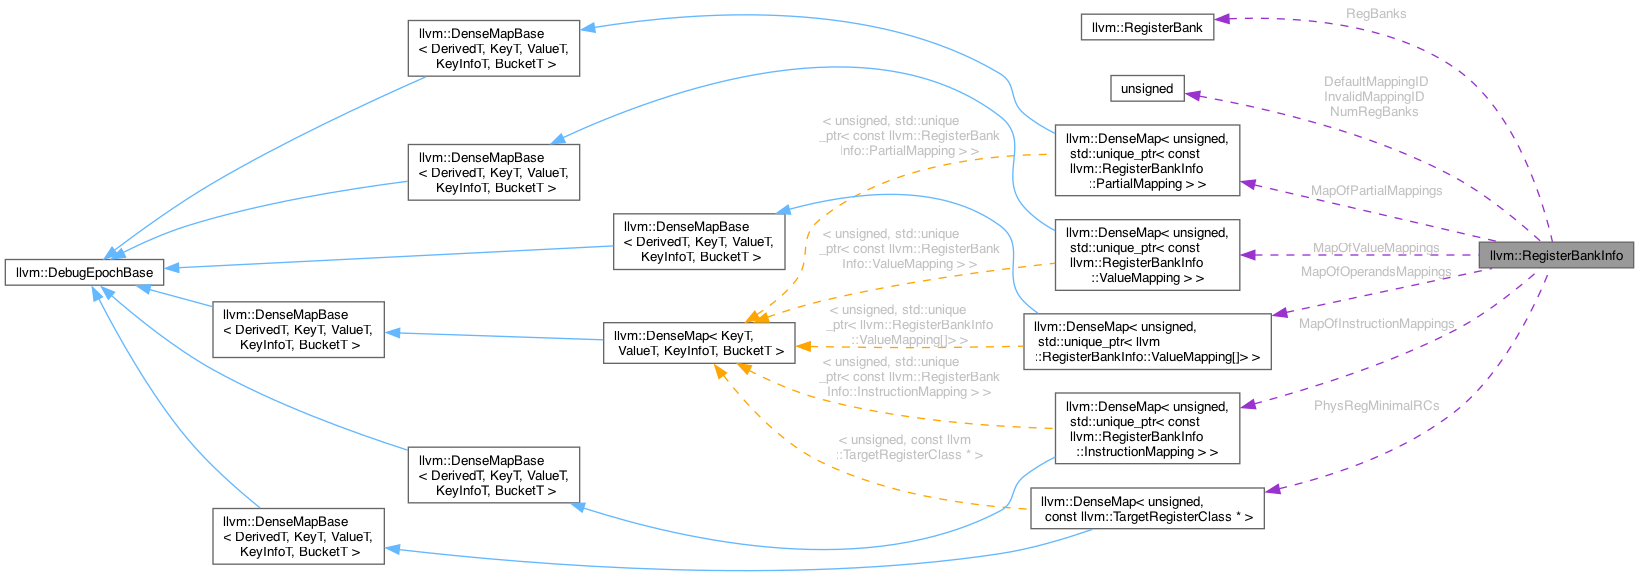 llvm::DenseMapBase
< DerivedT, KeyT, ValueT,
KeyInfoT, BucketT >
llvm::RegisterBank
RegBanks
unsigned
DefaultMappingID
InvalidMappingID
NumRegBanks
< unsigned, std::unique
_ptr< const llvm::RegisterBank
Info::PartialMapping > >
llvm::DenseMap< unsigned,
std::unique_ptr< const
llvm::RegisterBankInfo
::PartialMapping > >
llvm::DenseMapBase
< DerivedT, KeyT, ValueT,
KeyInfoT, BucketT >
MapOfPartialMappings
llvm::DenseMapBase
< DerivedT, KeyT, ValueT,
KeyInfoT, BucketT >
< unsigned, std::unique
_ptr< const llvm::RegisterBank
Info::ValueMapping > >
llvm::DenseMap< unsigned,
std::unique_ptr< const
llvm::RegisterBankInfo
::ValueMapping > >
MapOfValueMappings
llvm::RegisterBankInfo
MapOfOperandsMappings
llvm::DebugEpochBase
llvm::DenseMapBase
< DerivedT, KeyT, ValueT,
KeyInfoT, BucketT >
llvm::DenseMap< KeyT,
ValueT, KeyInfoT, BucketT >
< unsigned, std::unique
_ptr< llvm::RegisterBankInfo
::ValueMapping[]> >
llvm::DenseMap< unsigned,
std::unique_ptr< llvm
::RegisterBankInfo::ValueMapping[]> >
MapOfInstructionMappings
< unsigned, std::unique
_ptr< const llvm::RegisterBank
Info::InstructionMapping > >
llvm::DenseMap< unsigned,
std::unique_ptr< const
llvm::RegisterBankInfo
::InstructionMapping > >
PhysRegMinimalRCs
< unsigned, const llvm
::TargetRegisterClass * >
llvm::DenseMapBase
< DerivedT, KeyT, ValueT,
KeyInfoT, BucketT >
llvm::DenseMap< unsigned,
const llvm::TargetRegisterClass * >
llvm::DenseMapBase
< DerivedT, KeyT, ValueT,
KeyInfoT, BucketT >